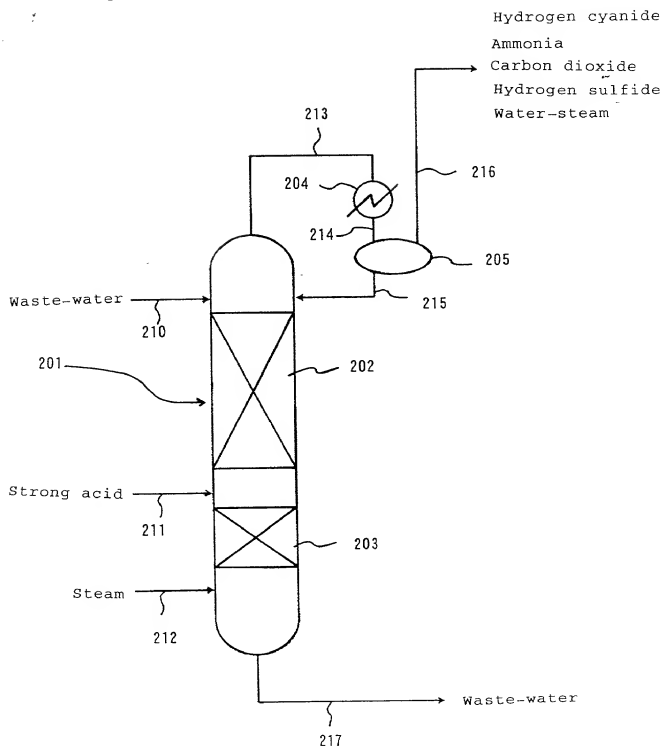 Hydrogen cyanide
Ammonia
Carbon dioxide
Hydrogen sulfide
Water-steam
213
204
216
214
205
215
Waste-water
210
201
202
Strong acid
211
203
Steam
212
Waste-water
217